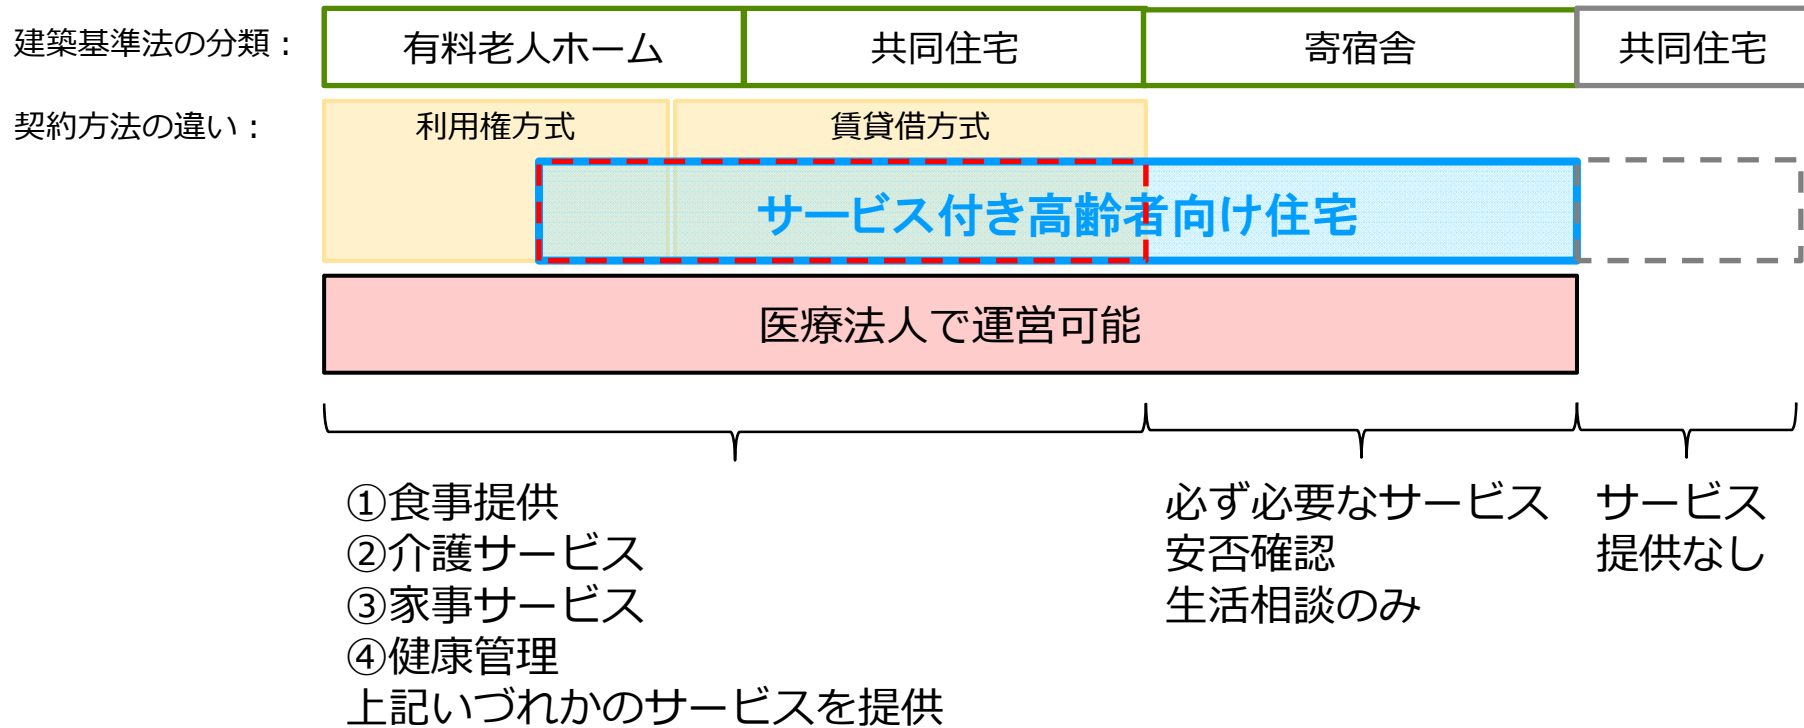 建築基準法の分類：
有料老人ホーム
共同住宅
寄宿舎
共同住宅
契約方法の違い：
利用権方式
賃貸借方式
サービス付き高齢者向け住宅
医療法人で運営可能
①食事提供
②介護サービス
③家事サービス
④健康管理
上記いづれかのサービスを提供
必ず必要なサービス
安否確認
生活相談のみ
サービス
提供なし